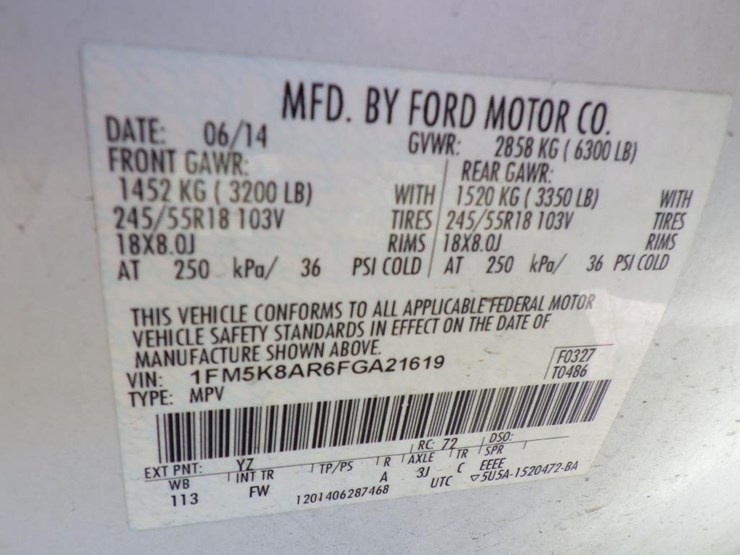 MFD. BY FORD MOTOR CO.
DATE: 06/14
GVWR: 2858 KG ( 6300 LB)
FRONT GAWR:
REAR GAWR:
1452 KG ( 3200 LB) WITH 1520 KG ( 3350 LB) WITH
245/55R18 103V TIRES 245/55R18 103V TIRES
18X8.0J RIMS 18X8.0J RIMS
AT 250 kPa/ 36 PSI COLD AT 250 kPa/ 36 PSI COLD
THIS VEHICLE CONFORMS TO ALL APPLICABLE FEDERAL MOTOR
VEHICLE SAFETY STANDARDS IN EFFECT ON THE DATE OF
MANUFACTURE SHOWN ABOVE.
VIN: 1FM5K8AR6FGA21619
F0327
TYPE: MPV
T0486
EXT PNT: YZ RC: 72 DSO:
WB INT TR TP/PS R AXLE TR SPR
113 FW A 3J C EEEE
1201406287468 UTC ▽5U5A-1520472-BA